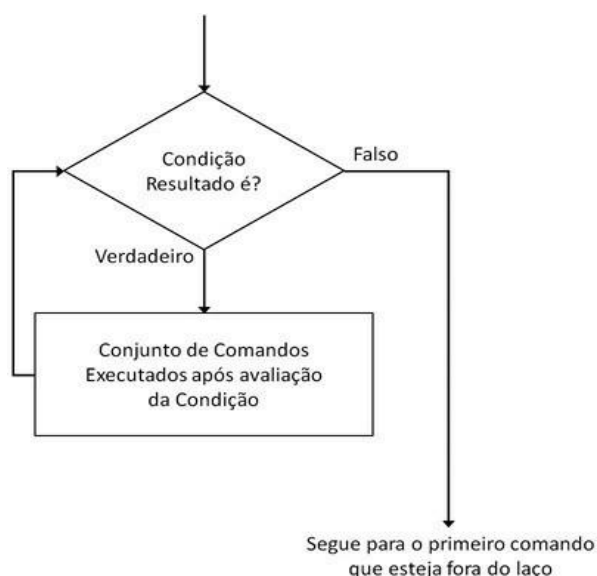 Condição
Resultado é?
Falso
Verdadeiro
Conjunto de Comandos
Executados após avaliação
da Condição
Segue para o primeiro comando
que esteja fora do laço